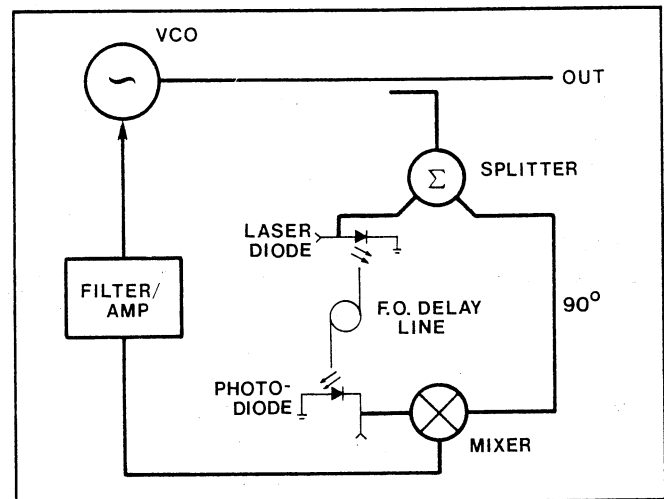 VCO
OUT
SPLITTER
Σ
LASER
DIODE
FILTER/
AMP
F.O. DELAY
LINE
90°
PHOTO-
DIODE
MIXER